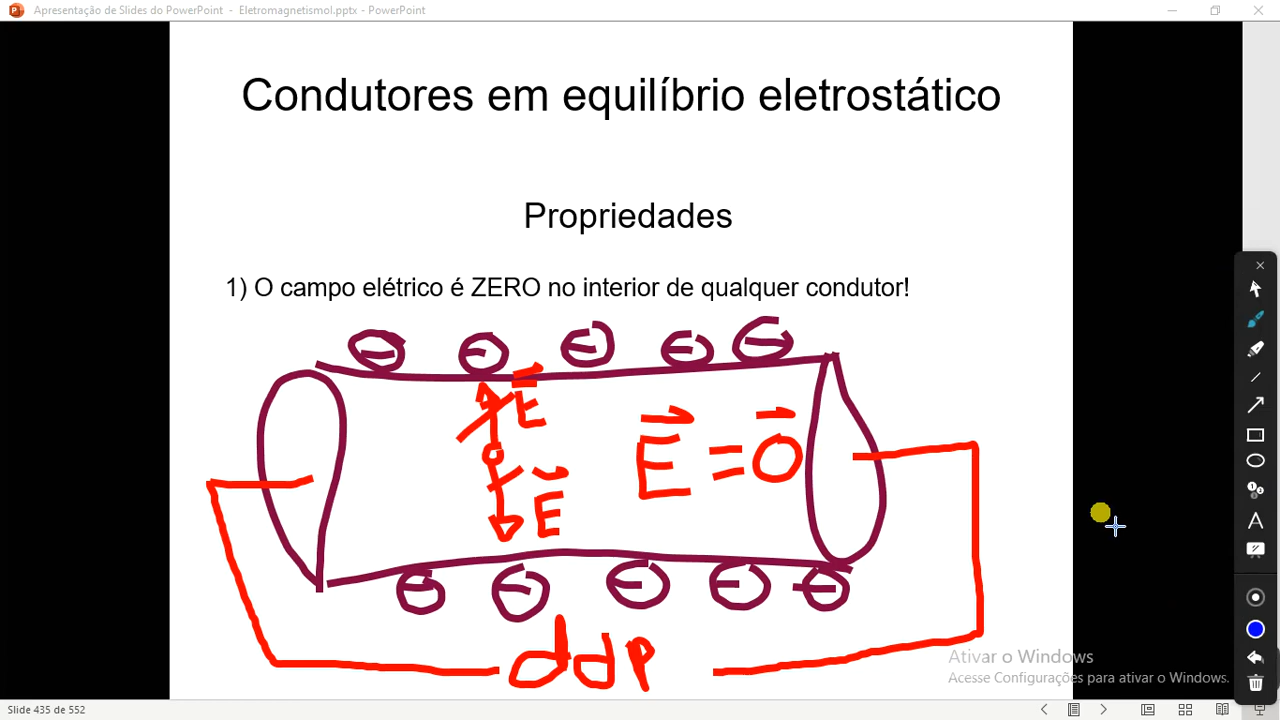 Apresentação de Slides do PowerPoint - Eletromagnetismol.pptx - PowerPoint
Condutores em equilíbrio eletrostático
Propriedades
1) O campo elétrico é ZERO no interior de qualquer condutor!
E
E = 0
E
ddp
Ativar o Windows
Acesse Configurações para ativar o Windows.
Slide 435 de 552